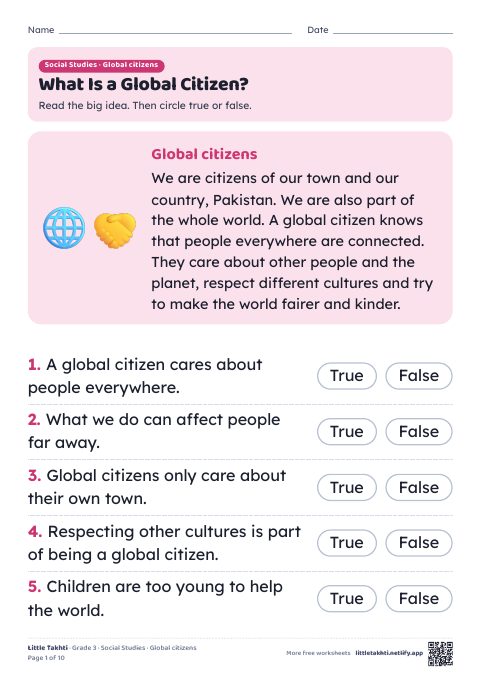 Name
Date
Social Studies · Global citizens
What Is a Global Citizen?
Read the big idea. Then circle true or false.
Global citizens
We are citizens of our town and our
country, Pakistan. We are also part of
the whole world. A global citizen knows
that people everywhere are connected.
They care about other people and the
planet, respect different cultures and try
to make the world fairer and kinder.
1. A global citizen cares about
people everywhere.
True False
2. What we do can affect people
far away.
True False
3. Global citizens only care about
their own town.
True False
4. Respecting other cultures is part
of being a global citizen.
True False
5. Children are too young to help
the world.
True False
Little Takhti · Grade 3 · Social Studies · Global citizens
Page 1 of 10
More free worksheets littletakhti.netlify.app